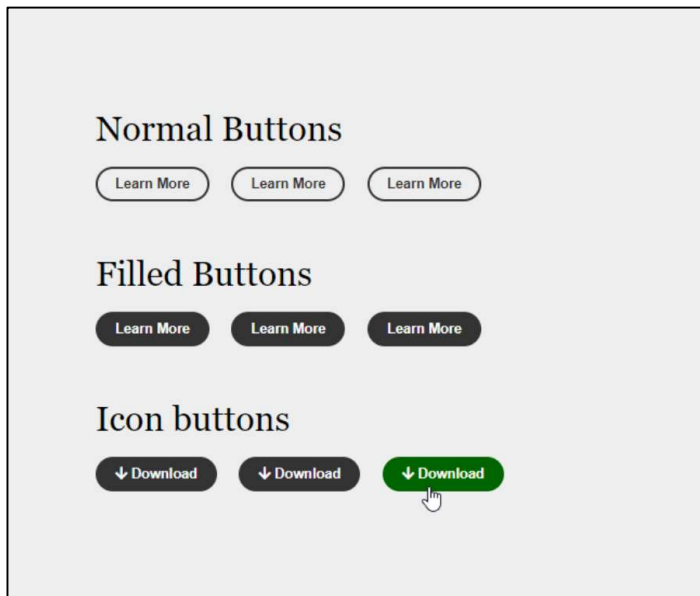 Normal Buttons
Learn More Learn More Learn More
Filled Buttons
Learn More Learn More Learn More
Icon buttons
Download Download Download